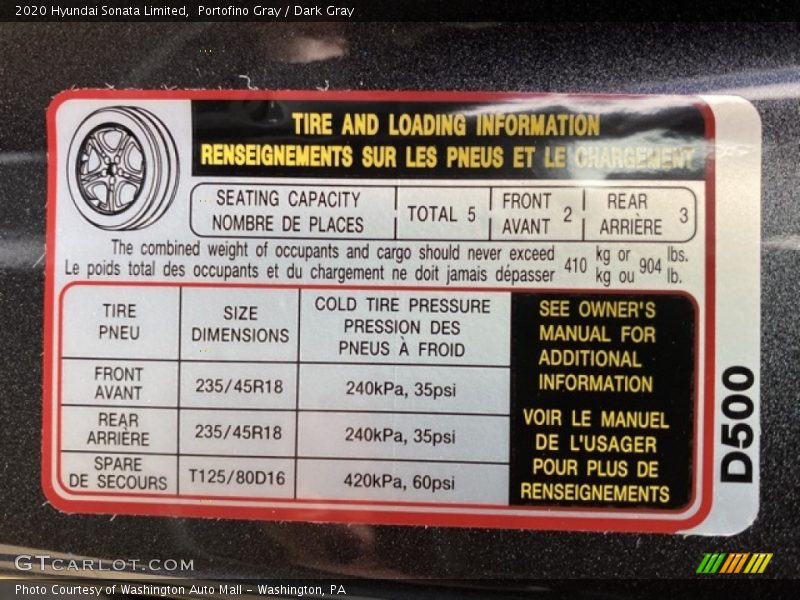 2020 Hyundai Sonata Limited, Portofino Gray / Dark Gray
TIRE AND LOADING INFORMATION
RENSEIGNEMENTS SUR LES PNEUS ET LE CHARGEMENT
SEATING CAPACITY
NOMBRE DE PLACES
TOTAL 5
FRONT
AVANT
2
REAR
ARRIÈRE
3
The combined weight of occupants and cargo should never exceed
Le poids total des occupants et du chargement ne doit jamais dépasser
410
kg or
kg ou
904
lbs.
lb.
TIRE
PNEU
SIZE
DIMENSIONS
COLD TIRE PRESSURE
PRESSION DES
PNEUS À FROID
FRONT
AVANT
235/45R18
240kPa, 35psi
REAR
ARRIÈRE
235/45R18
240kPa, 35psi
SPARE
DE SECOURS
T125/80D16
420kPa, 60psi
SEE OWNER'S
MANUAL FOR
ADDITIONAL
INFORMATION
VOIR LE MANUEL
DE L'USAGER
POUR PLUS DE
RENSEIGNEMENTS
D500
GTCARLOT.COM
Photo Courtesy of Washington Auto Mall - Washington, PA